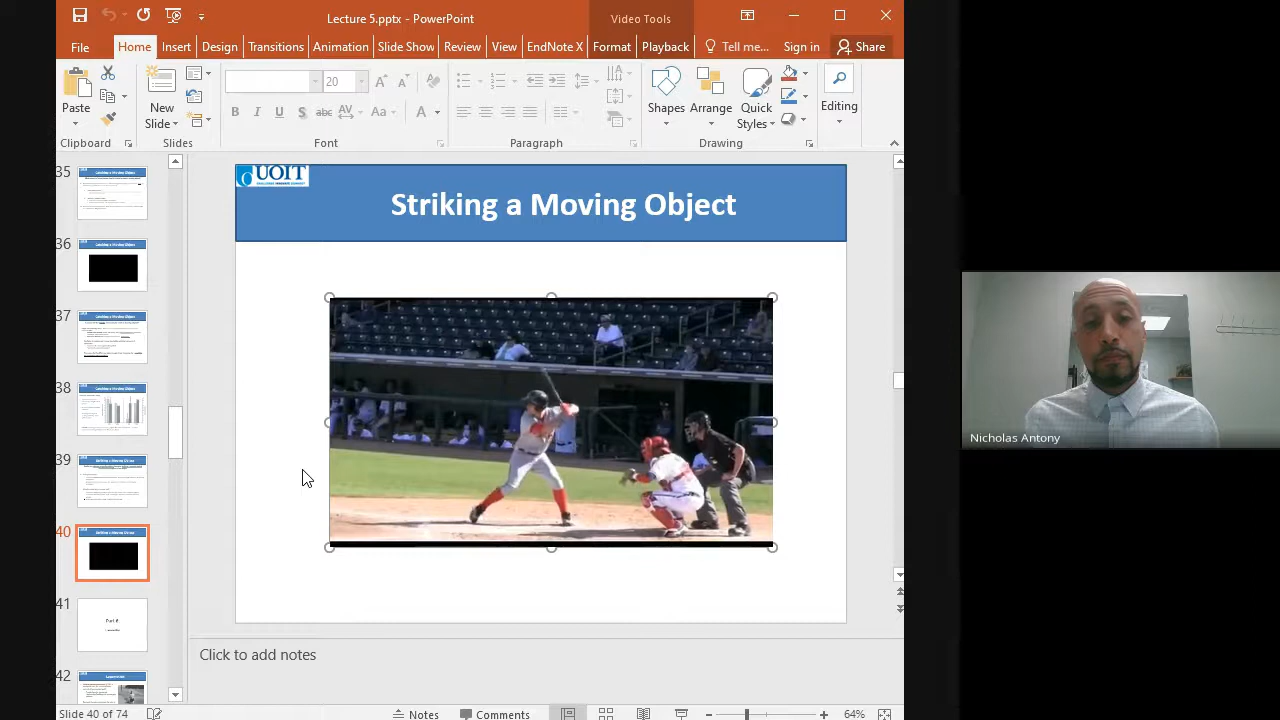 Lecture 5.pptx - PowerPoint
Video Tools
File
Home
Insert
Design
Transitions
Animation
Slide Show
Review
View
EndNote X
Format
Playback
Tell me...
Sign in
Share
Paste
New
Slide
20
B I U S abc AV Aa A
Shapes
Arrange
Quick
Styles
Editing
Clipboard
Slides
Font
Paragraph
Drawing
35
36
37
38
39
40
41
42
UOIT
Striking a Moving Object
Nicholas Antony
Click to add notes
Slide 40 of 74
Notes
Comments
64%